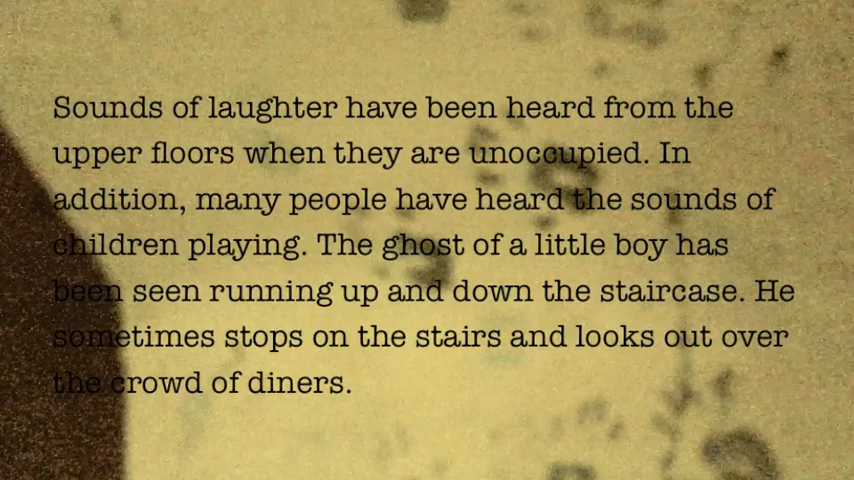 Sounds of laughter have been heard from the
upper floors when they are unoccupied. In
addition, many people have heard the sounds of
children playing. The ghost of a little boy has
been seen running up and down the staircase. He
sometimes stops on the stairs and looks out over
the crowd of diners.